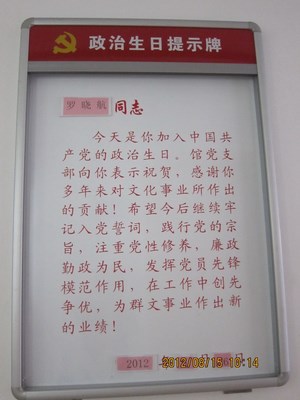 政治生日提示牌
罗晓航 同志
今天是你加入中国共
产党的政治生日。馆党支
部向你表示祝贺，感谢你
多年来对文化事业所作出
的贡献！希望今后继续牢
记入党誓词，践行党的宗
旨，注重党性修养，廉政
勤政为民，发挥党员先锋
模范作用，在工作中创先
争优，为群文事业作出新
的业绩！
2012
2012/06/15 10:14